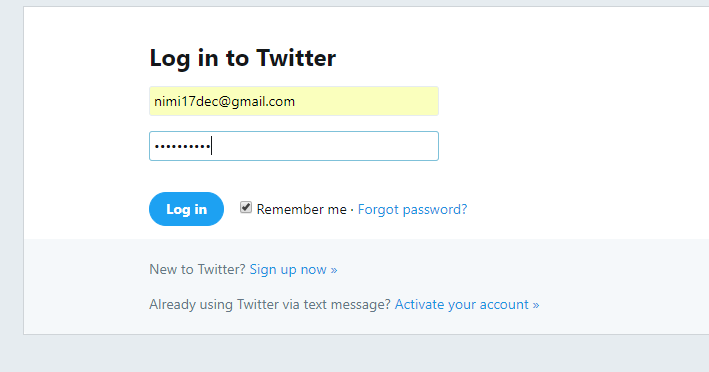 Log in to Twitter
nimi17dec@gmail.com
••••••••••
Log in Remember me · Forgot password?
New to Twitter? Sign up now »
Already using Twitter via text message? Activate your account »